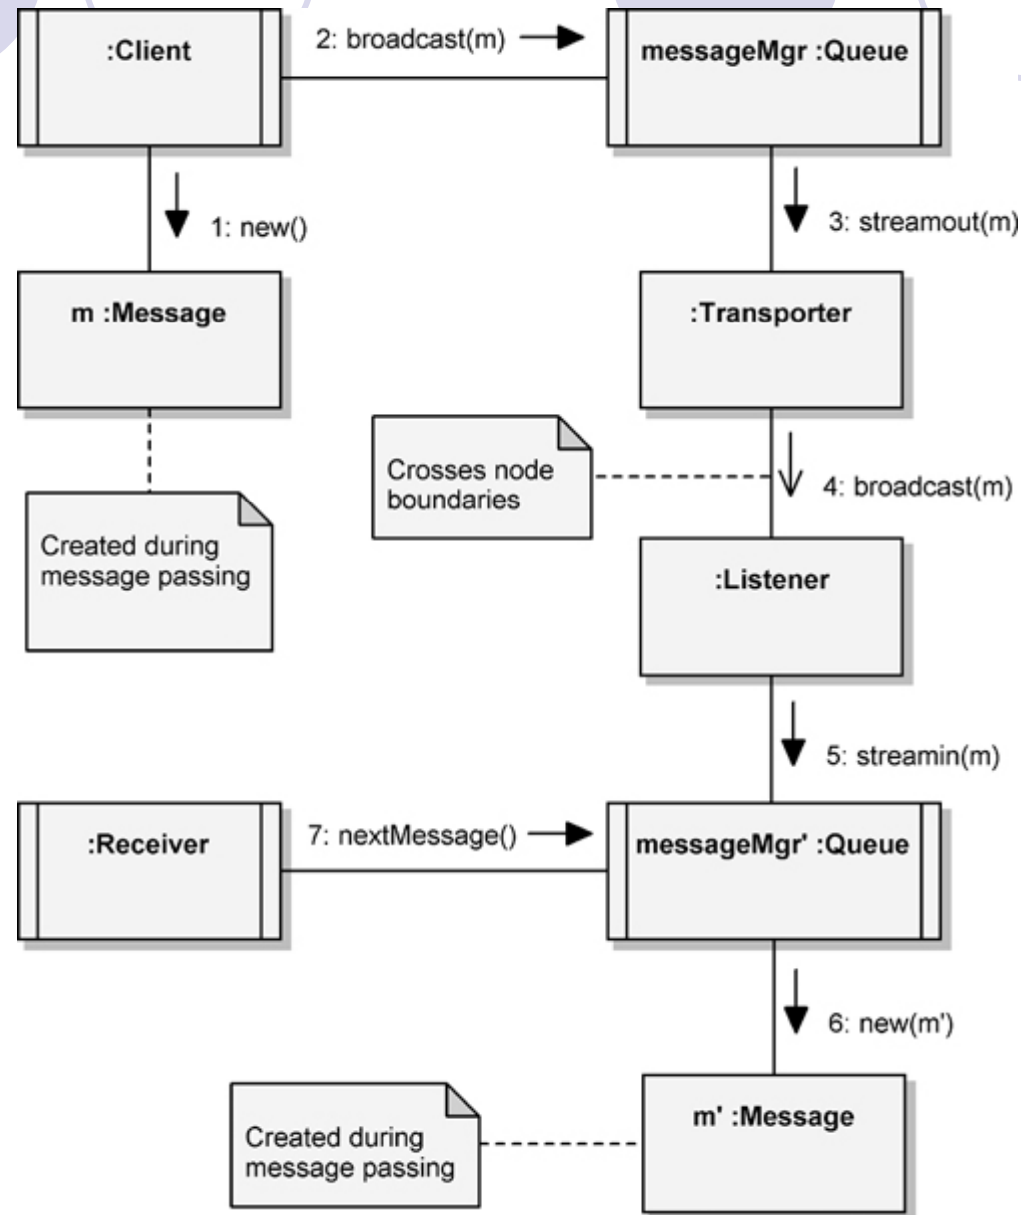 :Client
2: broadcast(m)
messageMgr :Queue
1: new()
3: streamout(m)
m :Message
:Transporter
Crosses node
boundaries
4: broadcast(m)
Created during
message passing
:Listener
5: streamin(m)
:Receiver
7: nextMessage()
messageMgr' :Queue
6: new(m')
Created during
message passing
m' :Message